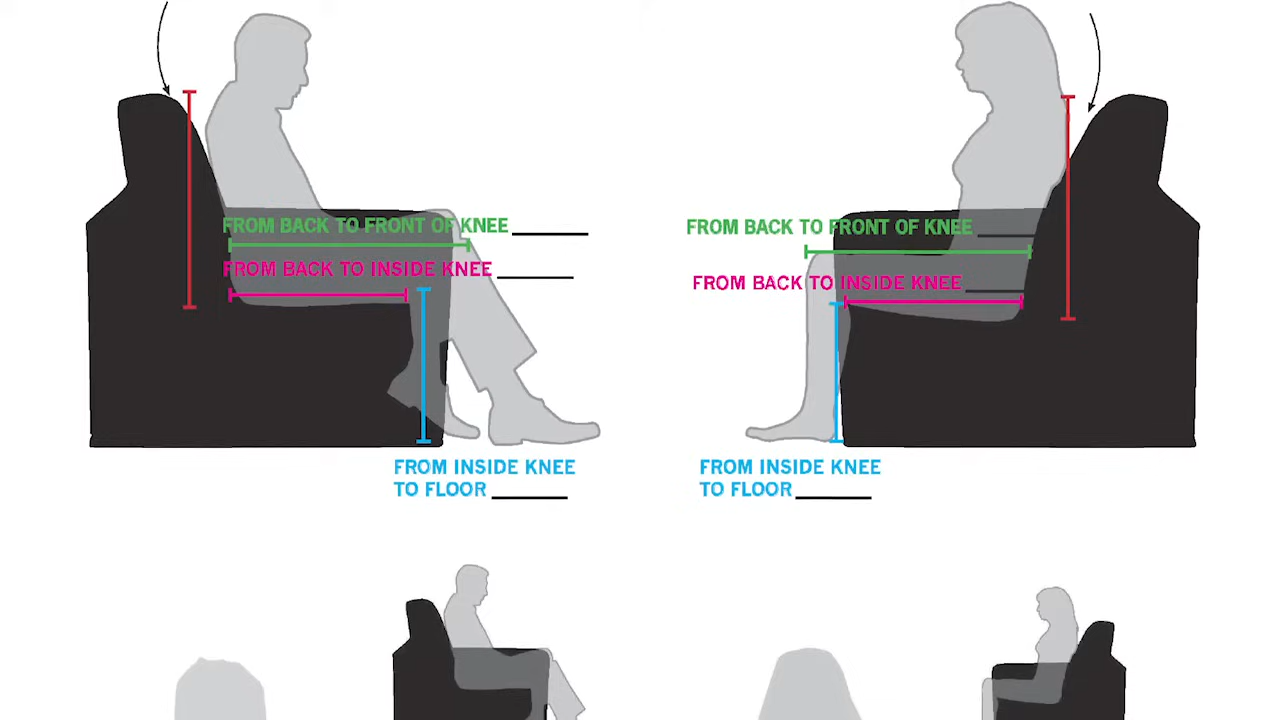 FROM BACK TO FRONT OF KNEE
FROM BACK TO INSIDE KNEE
FROM INSIDE KNEE
TO FLOOR
FROM BACK TO FRONT OF KNEE
FROM BACK TO INSIDE KNEE
FROM INSIDE KNEE
TO FLOOR